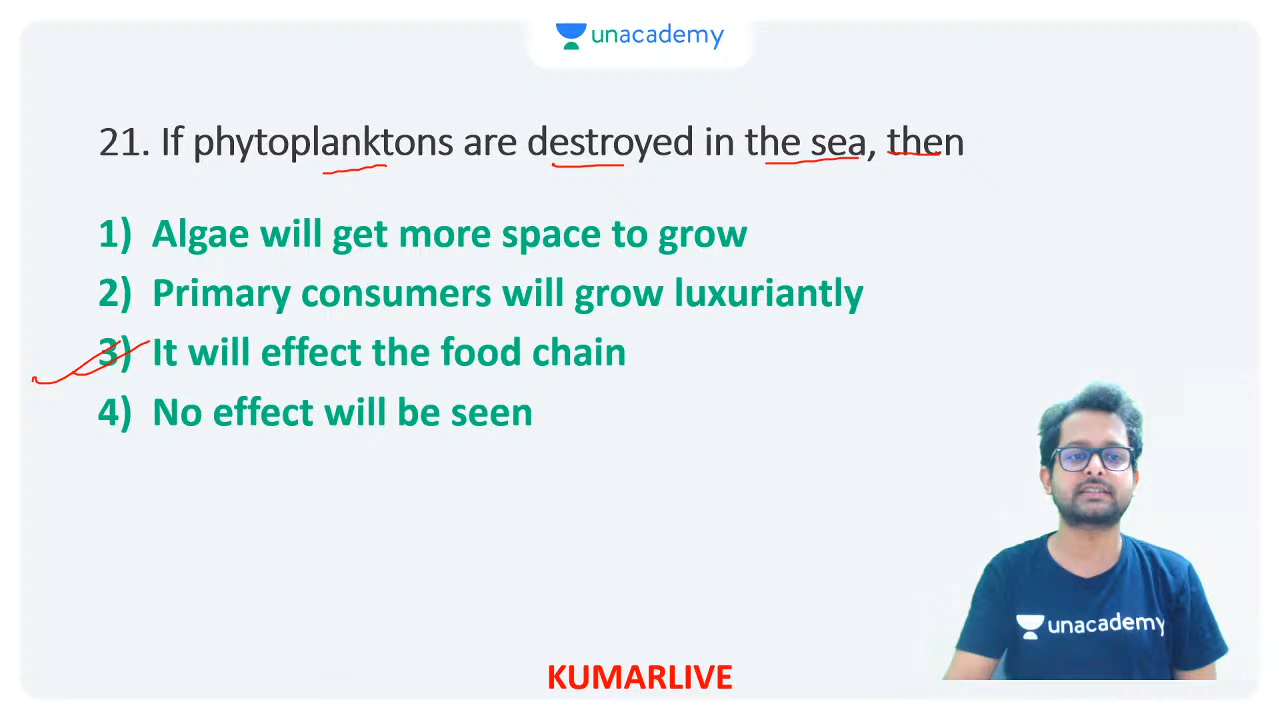 unacademy
21. If phytoplanktons are destroyed in the sea, then
1) Algae will get more space to grow
2) Primary consumers will grow luxuriantly
3) It will effect the food chain
4) No effect will be seen
unacademy
KUMARLIVE